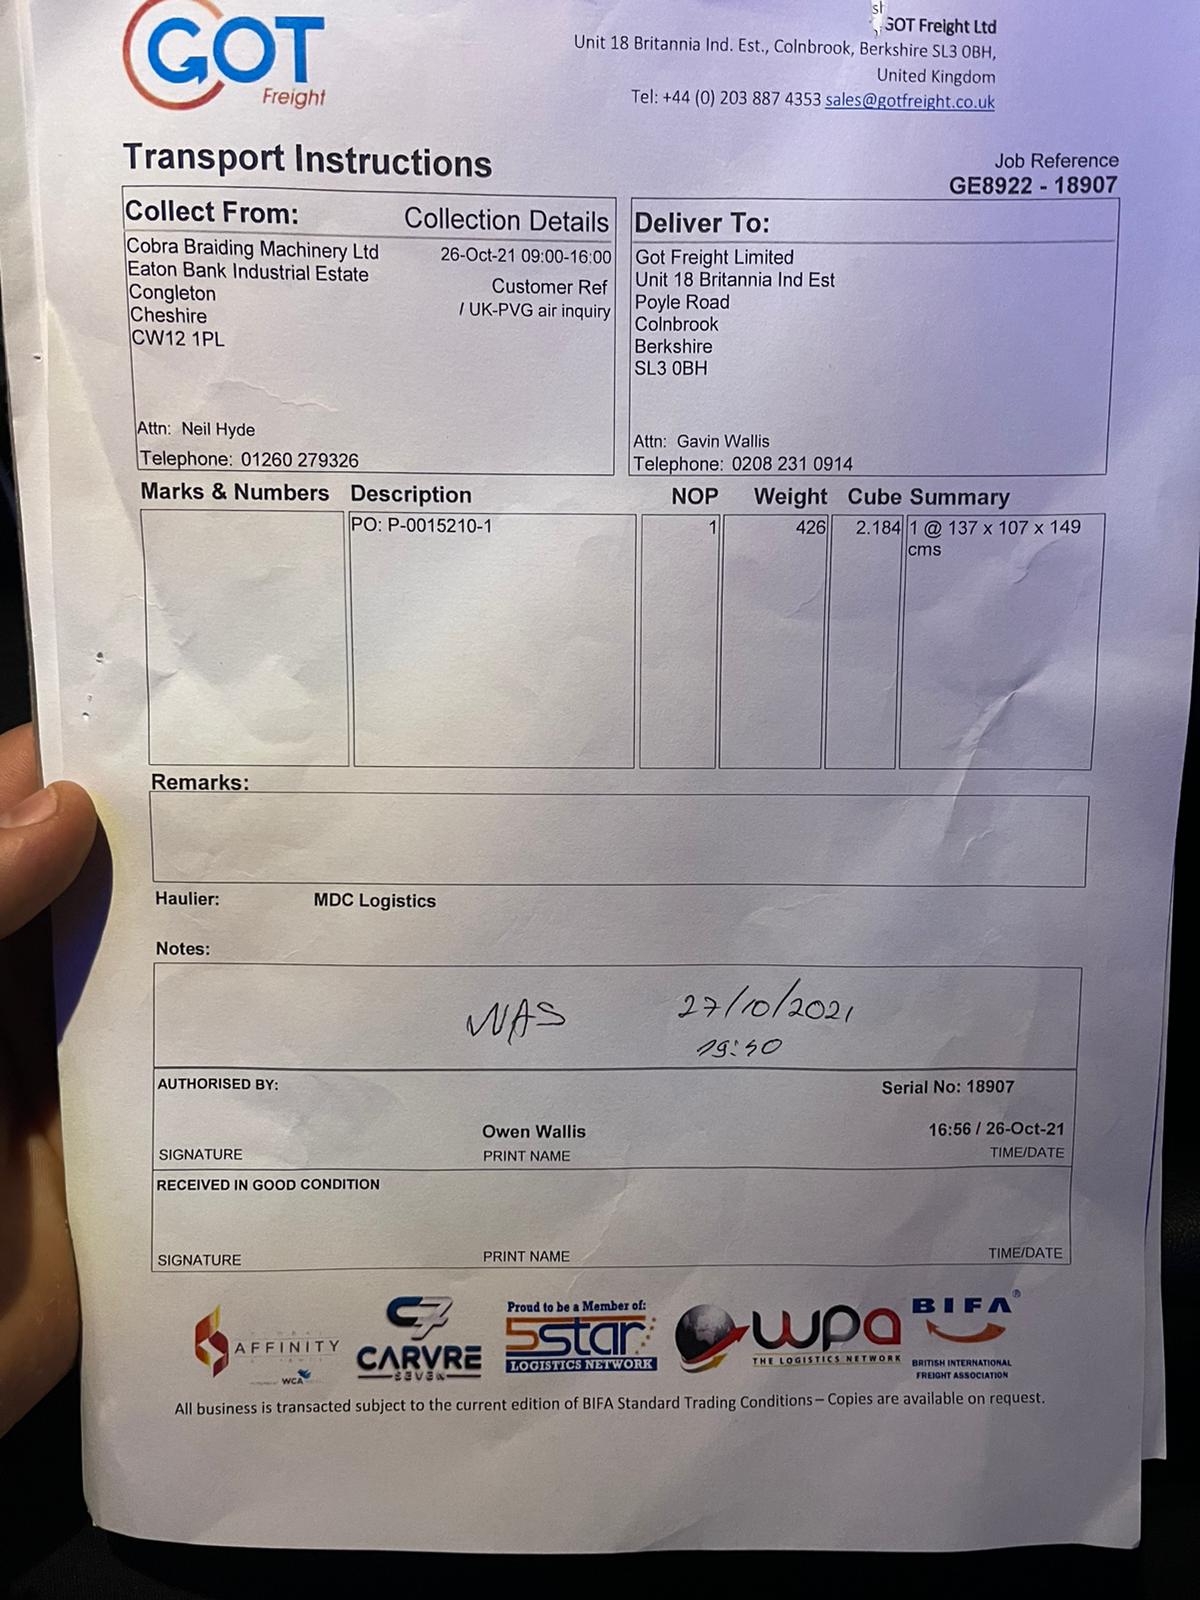 GOT
Freight
GOT Freight Ltd
Unit 18 Britannia Ind. Est., Colnbrook, Berkshire SL3 0BH,
United Kingdom
Tel: +44 (0) 203 887 4353 sales@gotfreight.co.uk
Transport Instructions
Job Reference
GE8922 - 18907
Collect From: Collection Details
Cobra Braiding Machinery Ltd 26-Oct-21 09:00-16:00
Eaton Bank Industrial Estate Customer Ref
Congleton / UK-PVG air inquiry
Cheshire
CW12 1PL
Attn: Neil Hyde
Telephone: 01260 279326
Deliver To:
Got Freight Limited
Unit 18 Britannia Ind Est
Poyle Road
Colnbrook
Berkshire
SL3 0BH
Attn: Gavin Wallis
Telephone: 0208 231 0914
Marks & Numbers Description NOP Weight Cube Summary
PO: P-0015210-1 1 426 2.184 1 @ 137 x 107 x 149
cms
Remarks:
Haulier: MDC Logistics
Notes:
27/10/2021
AUTHORISED BY: Serial No: 18907
Owen Wallis 16:56 / 26-Oct-21
SIGNATURE PRINT NAME TIME/DATE
RECEIVED IN GOOD CONDITION
SIGNATURE PRINT NAME TIME/DATE
AFFINITY
WCA
CARVRE
SEVEN
Proud to be a Member of:
5star
LOGISTICS NETWORK
wpa
THE LOGISTICS NETWORK
BIFA®
BRITISH INTERNATIONAL
FREIGHT ASSOCIATION
All business is transacted subject to the current edition of BIFA Standard Trading Conditions – Copies are available on request.